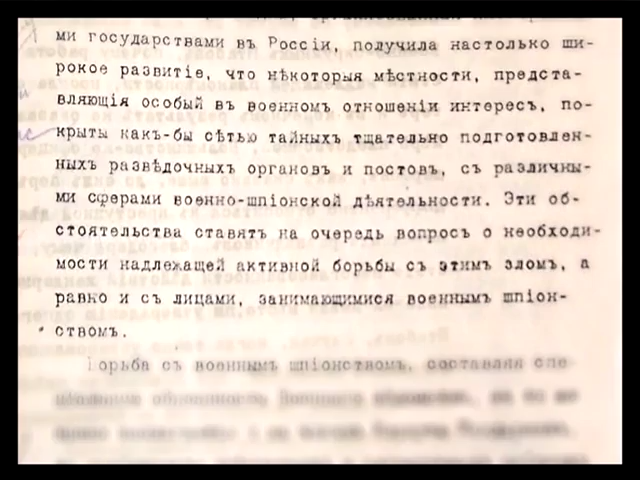 ми государствами въ Россіи, получила настолько ши-
рокое развитіе, что нѣкоторыя мѣстности, предста-
вляющія особый въ военномъ отношеніи интересъ, по-
крыты какъ-бы сѣтью тайныхъ тщательно подготовлен-
ныхъ развѣдочныхъ органовъ и постовъ, съ различны-
ми сферами военно-шпіонской дѣятельности. Эти об-
стоятельства ставятъ на очередь вопросъ о необходи-
мости надлежащей активной борьбы съ этимъ зломъ, а
равно и съ лицами, занимающимися военнымъ шпіон-
ствомъ.
Борьба съ военнымъ шпіонствомъ, составляя спе-